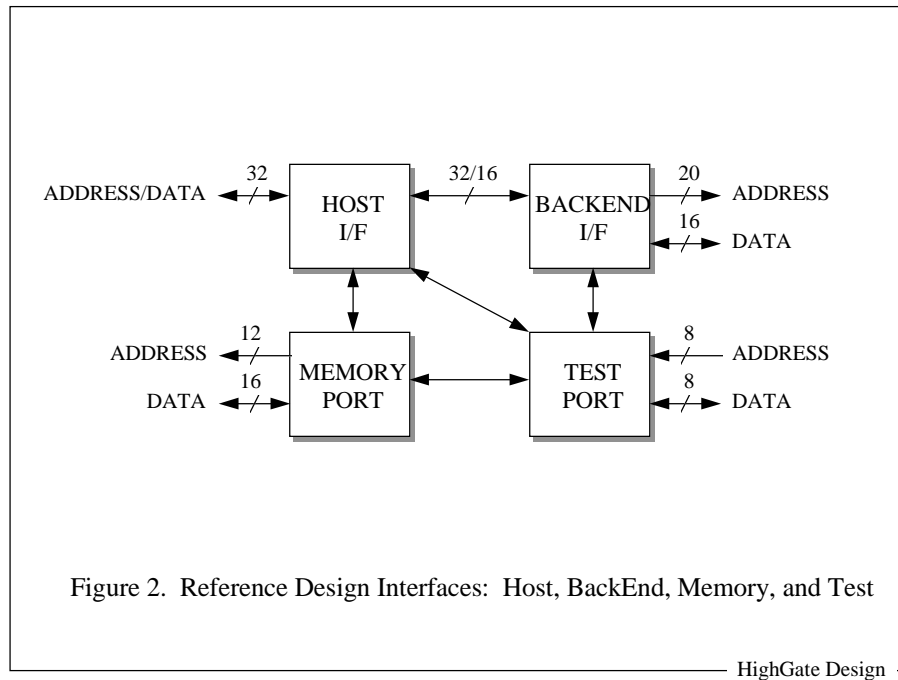 32
32/16
20
ADDRESS/DATA
HOST
I/F
BACKEND
I/F
ADDRESS
16
DATA
12
8
ADDRESS
MEMORY
PORT
TEST
PORT
ADDRESS
16
8
DATA
DATA
Figure 2. Reference Design Interfaces: Host, BackEnd, Memory, and Test
HighGate Design